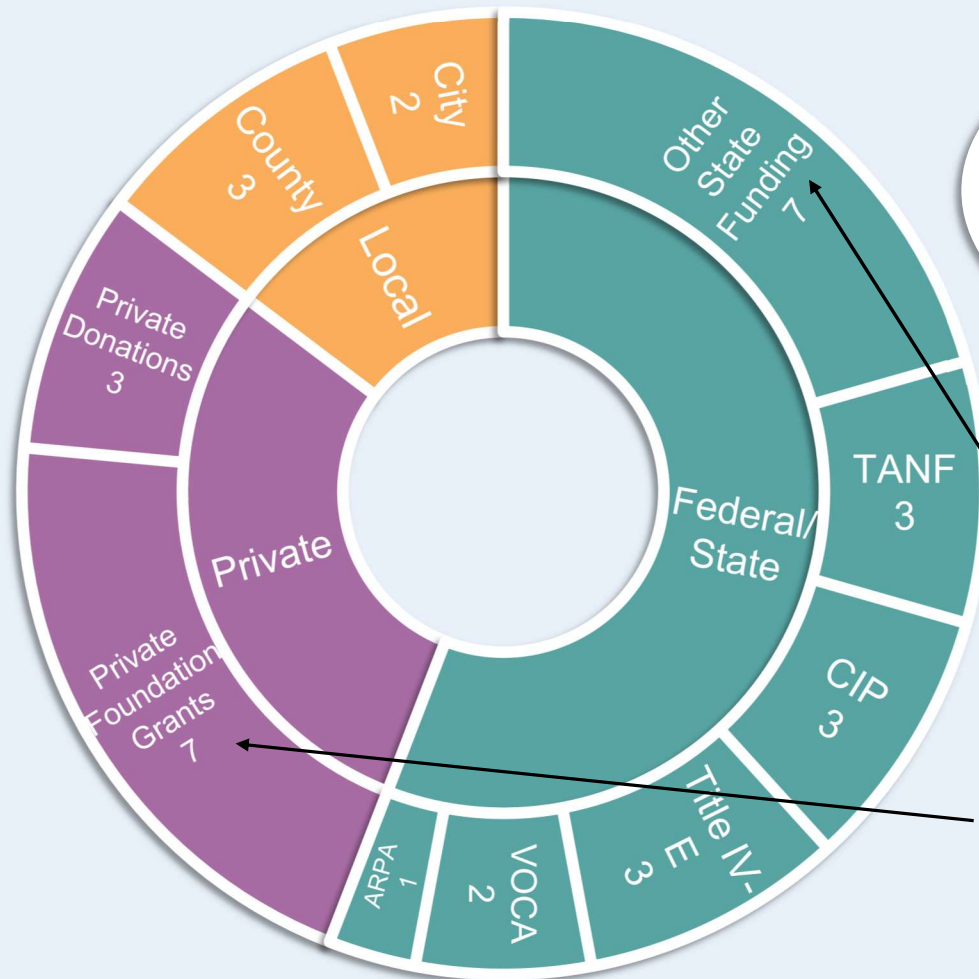 City
2
County
3
Local
Private
Donations
3
Private
Private
Foundation
Grants
7
Other
State
Funding
7
TANF
3
Federal/
State
CIP
3
Title IV-
E
3
VOCA
2
ARPA
1